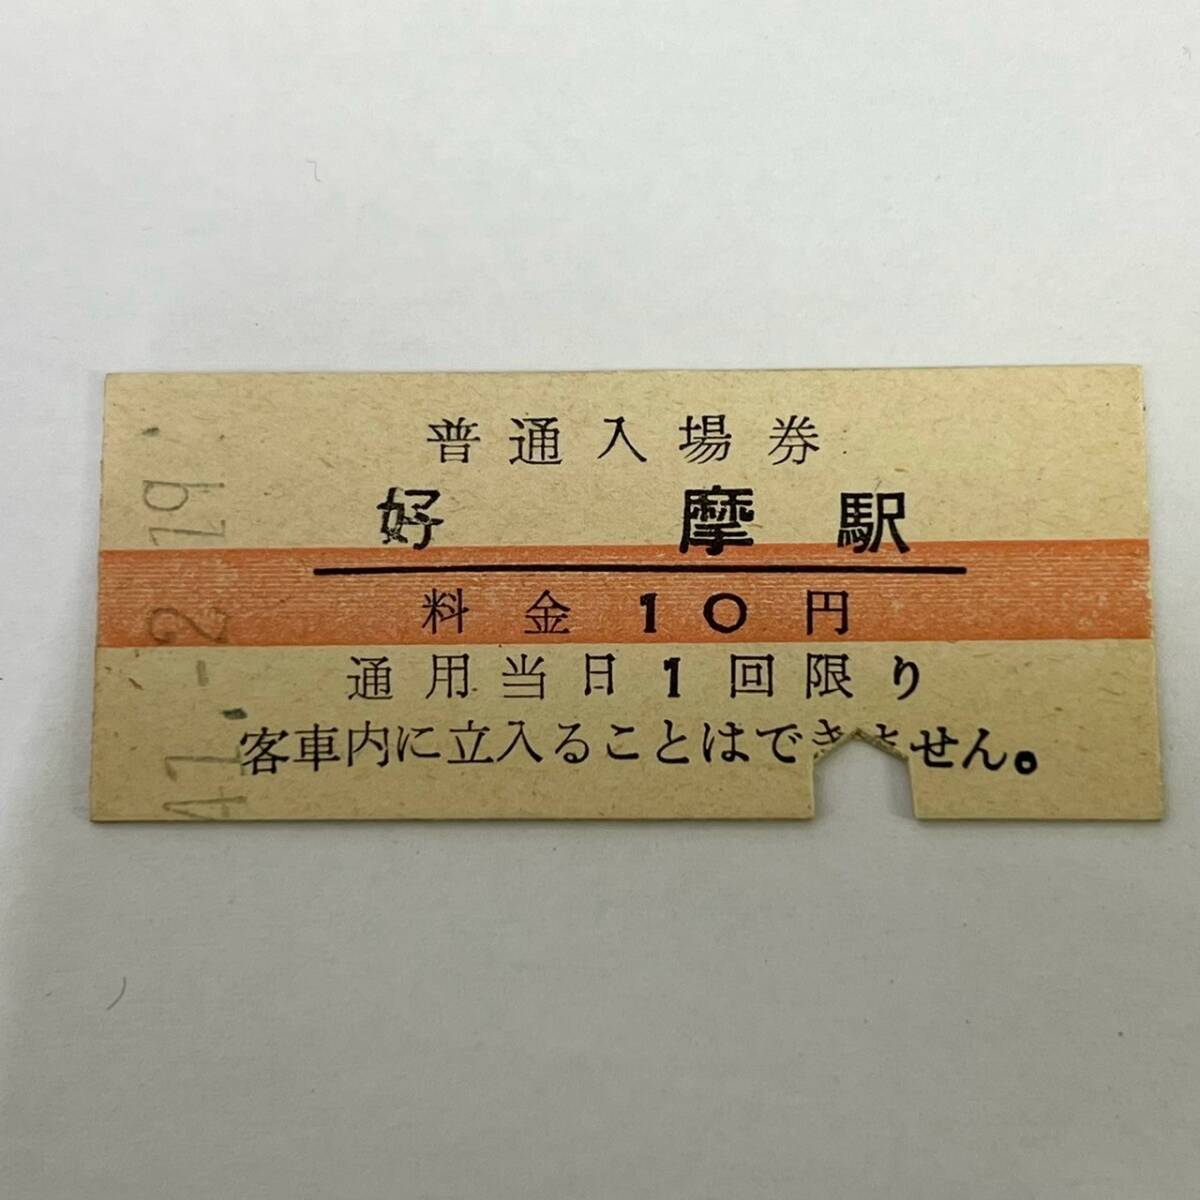 普通入場券
好摩駅
料金10円
通用当日1回限り
客車内に立入ることはできません。
41.-2.19